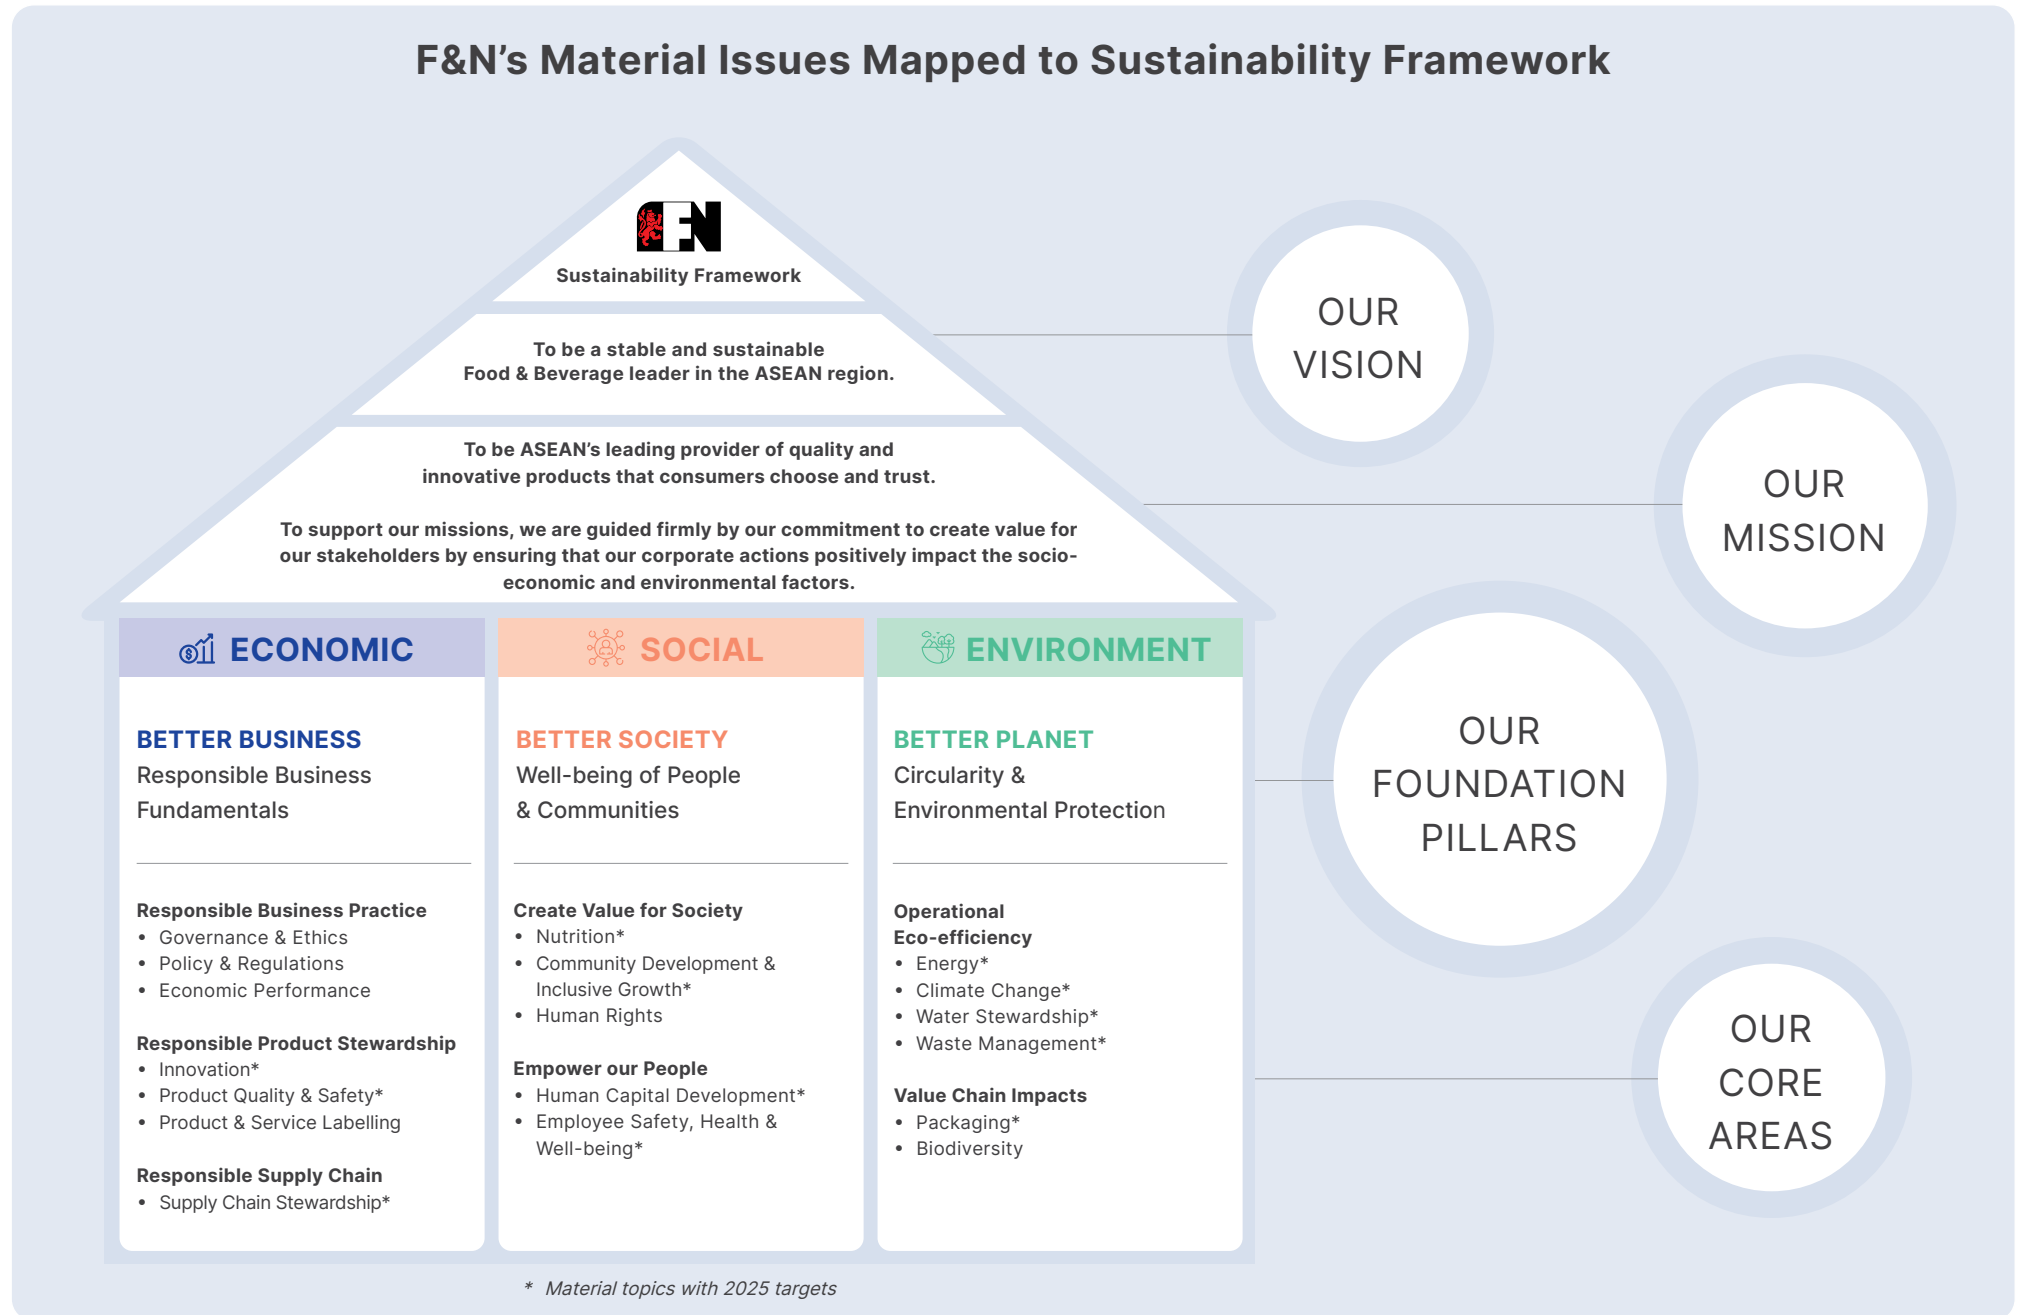 F&N’s Material Issues Mapped to Sustainability Framework
FN
Sustainability Framework
To be a stable and sustainable
Food & Beverage leader in the ASEAN region.
OUR
VISION
To be ASEAN’s leading provider of quality and
innovative products that consumers choose and trust.
To support our missions, we are guided firmly by our commitment to create value for
our stakeholders by ensuring that our corporate actions positively impact the socio-
economic and environmental factors.
OUR
MISSION
ECONOMIC
BETTER BUSINESS
Responsible Business
Fundamentals
Responsible Business Practice
• Governance & Ethics
• Policy & Regulations
• Economic Performance
Responsible Product Stewardship
• Innovation*
• Product Quality & Safety*
• Product & Service Labelling
Responsible Supply Chain
• Supply Chain Stewardship*
SOCIAL
BETTER SOCIETY
Well-being of People
& Communities
Create Value for Society
• Nutrition*
• Community Development &
Inclusive Growth*
• Human Rights
Empower our People
• Human Capital Development*
• Employee Safety, Health &
Well-being*
ENVIRONMENT
BETTER PLANET
Circularity &
Environmental Protection
Operational
Eco-efficiency
• Energy*
• Climate Change*
• Water Stewardship*
• Waste Management*
Value Chain Impacts
• Packaging*
• Biodiversity
OUR
FOUNDATION
PILLARS
OUR
CORE
AREAS
* Material topics with 2025 targets